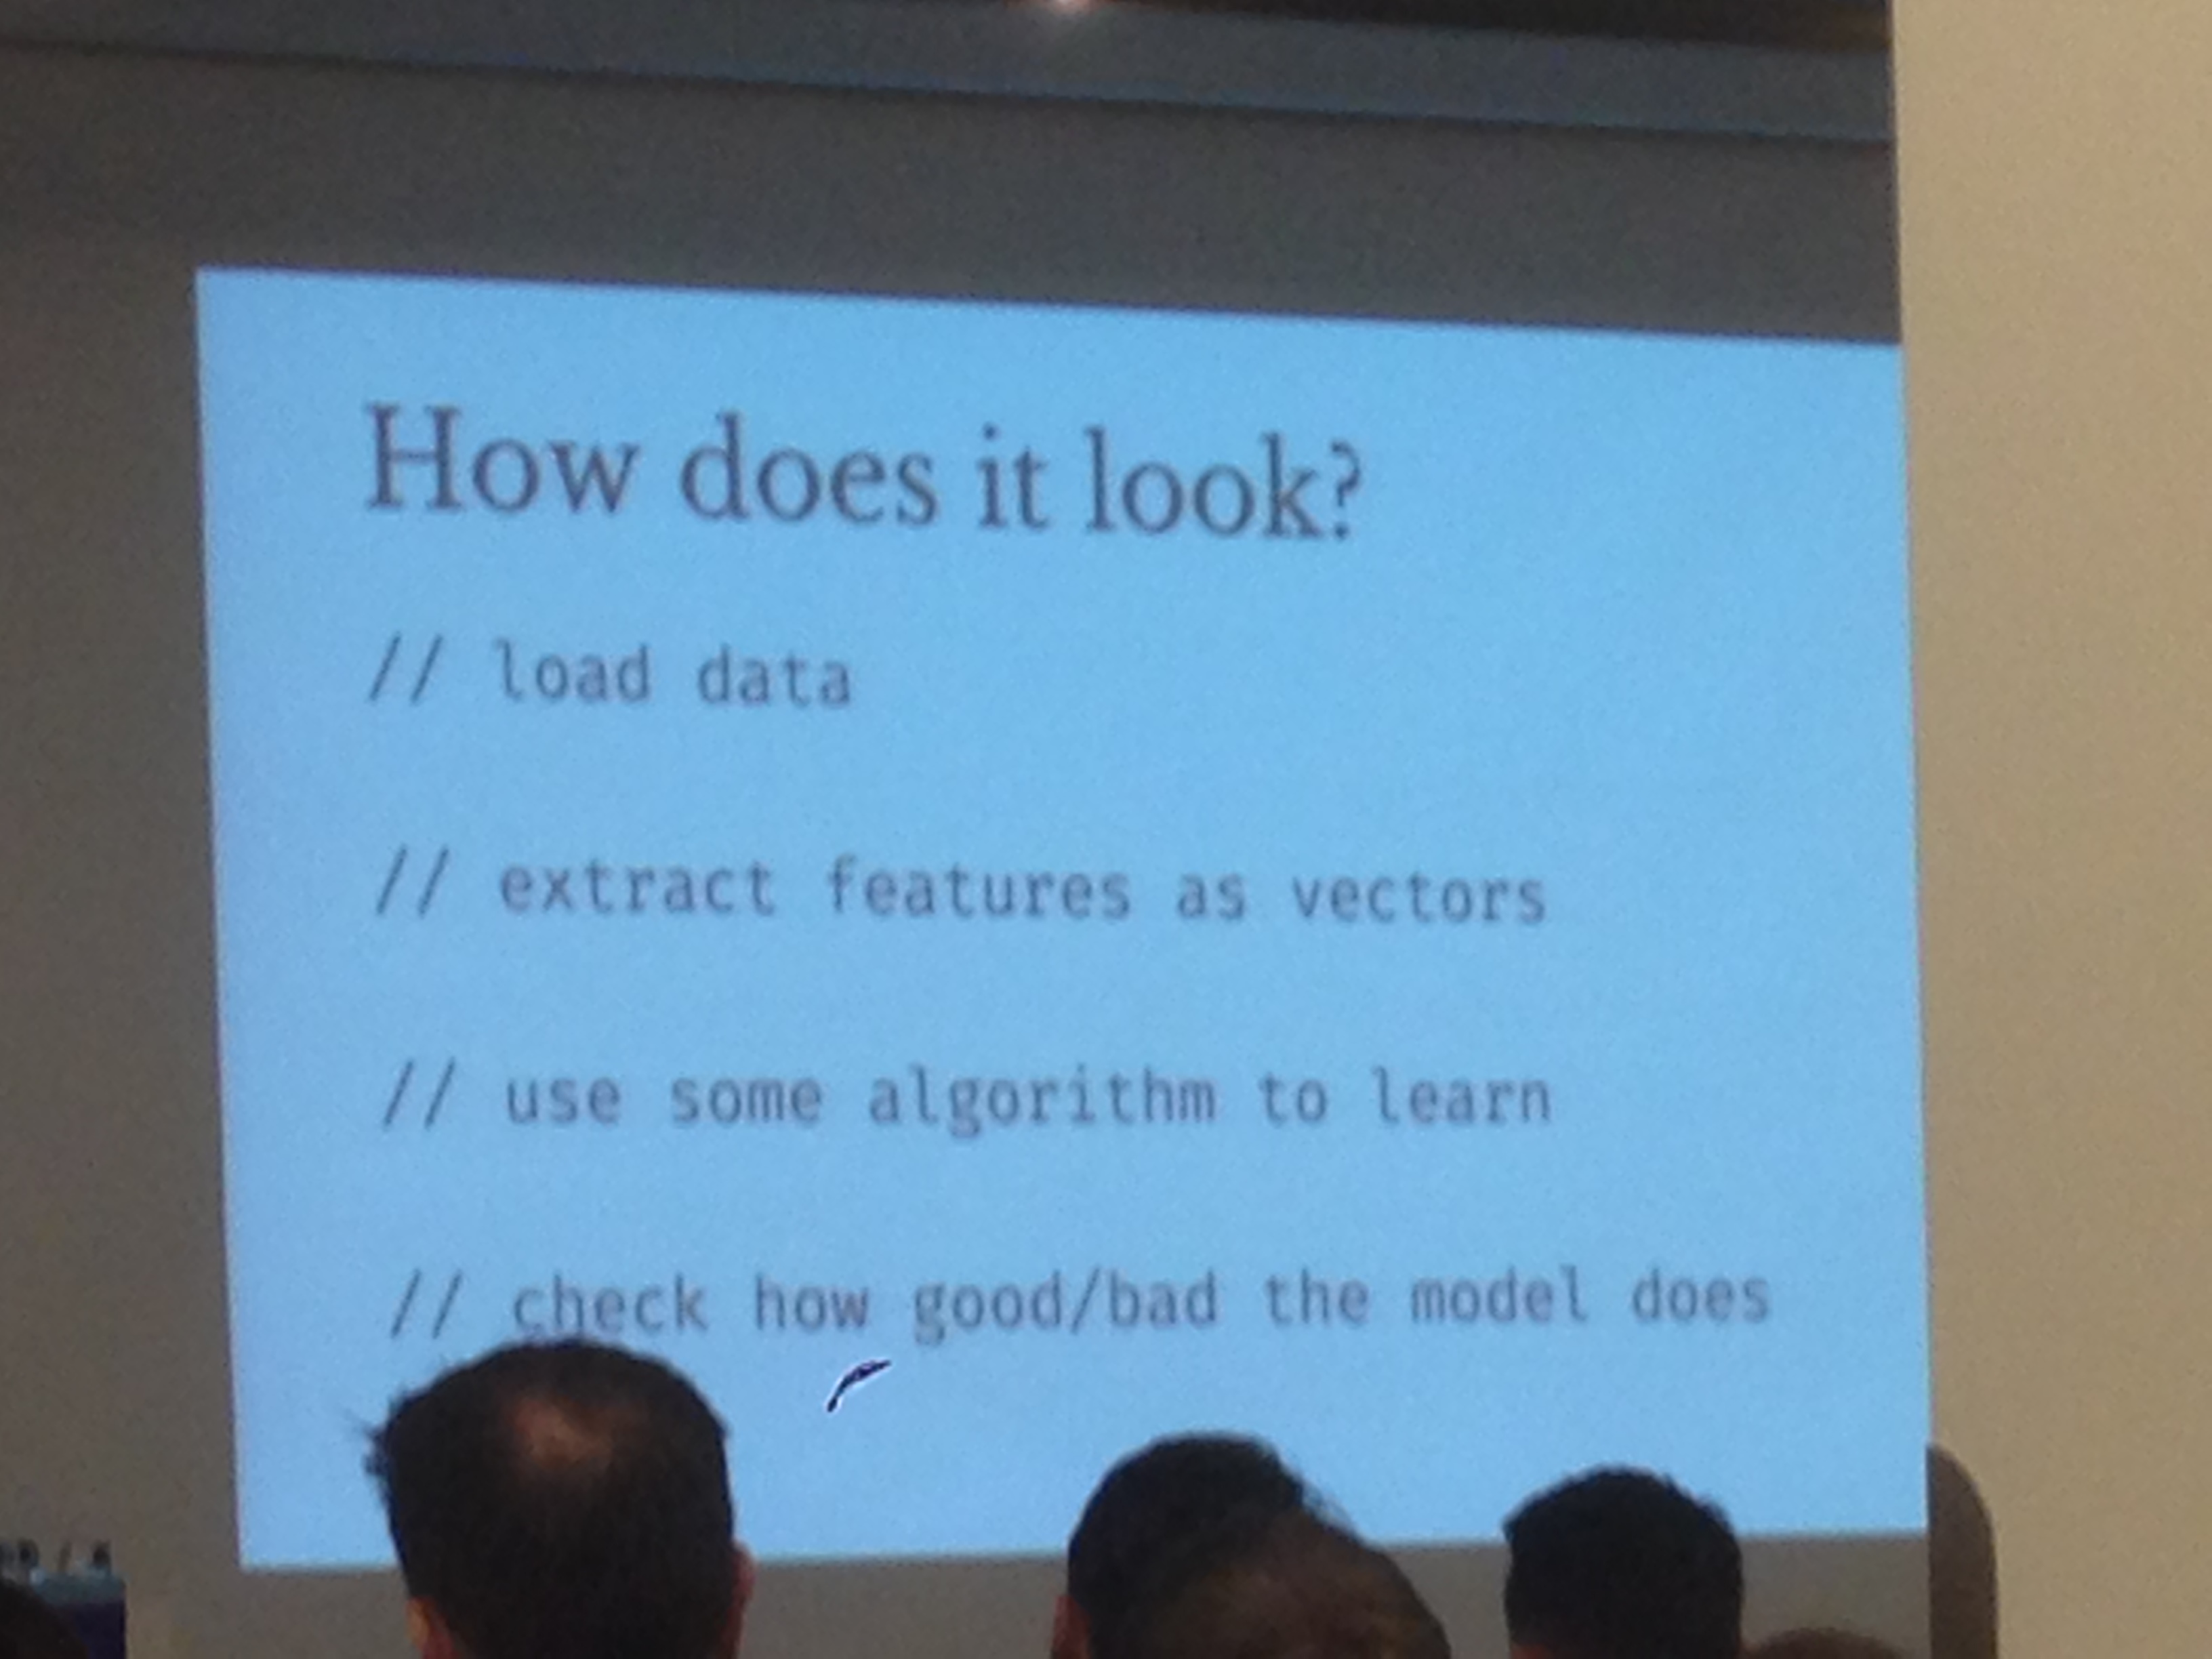 How does it look?
// load data
// extract features as vectors
// use some algorithm to learn
// check how good/bad the model does